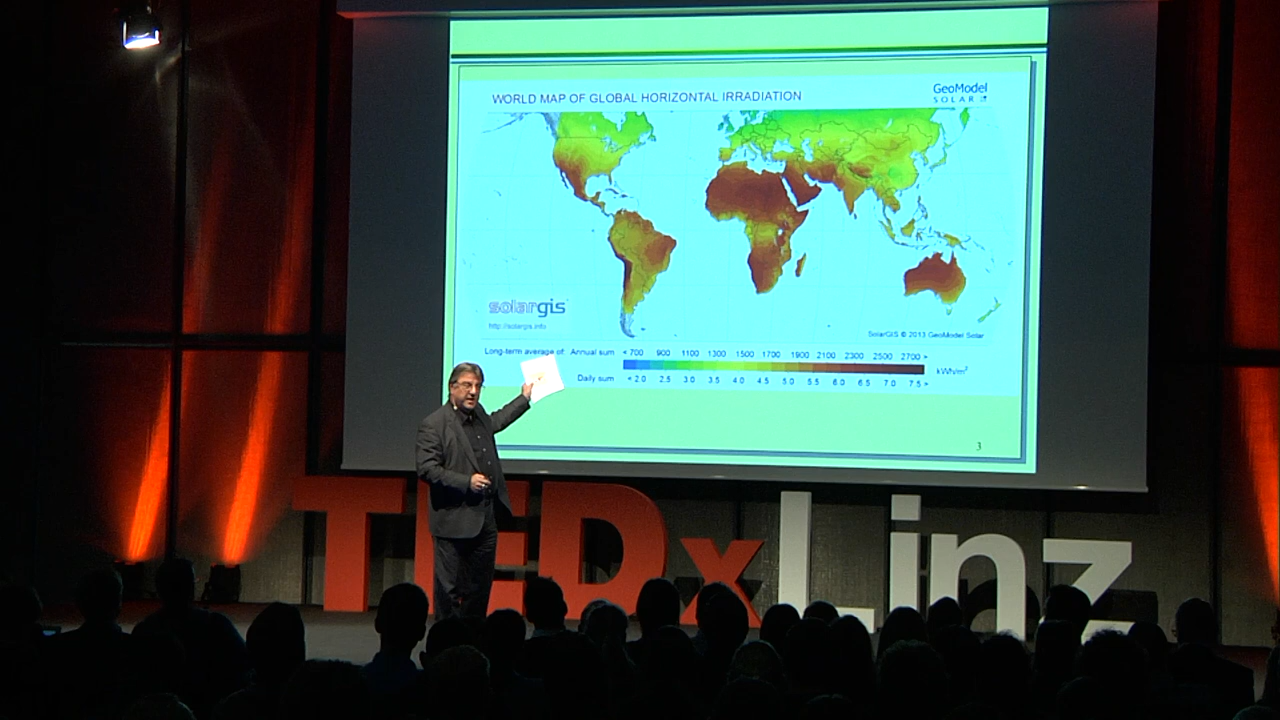 WORLD MAP OF GLOBAL HORIZONTAL IRRADIATION
GeoModel
SOLAR
solargis
http://solargis.info
SolarGIS © 2013 GeoModel Solar
Long-term average of: Annual sum < 700 900 1100 1300 1500 1700 1900 2100 2300 2500 2700 >
kWh/m²
Daily sum < 2.0 2.5 3.0 3.5 4.0 4.5 5.0 5.5 6.0 6.5 7.0 7.5 >
3
TEDxLinz